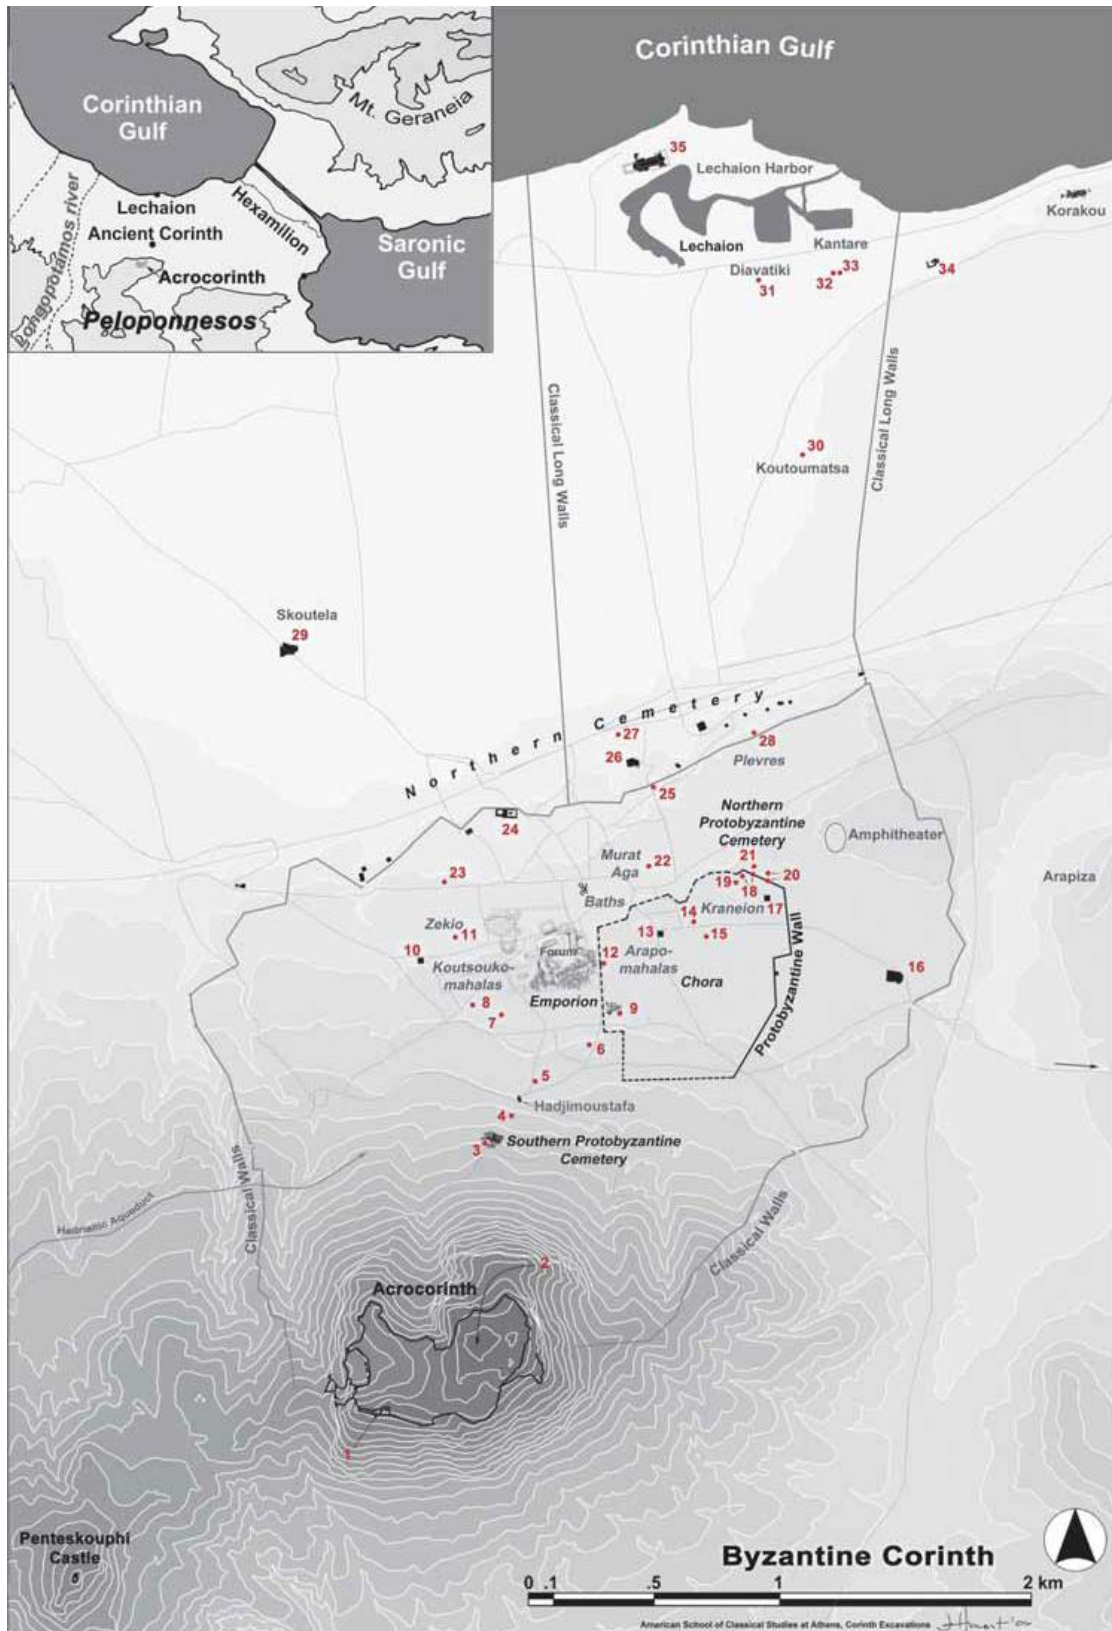 Corinthian Gulf
Mt. Geraneia
Corinthian
Gulf
Longopotamos river
Lechaion
Ancient Corinth
Hexamilion
Acrocorinth
Saronic
Gulf
Peloponnesos
35
Lechaion Harbor
Korakou
Lechaion
Kantare
Diavatiki
33
32
31
34
Classical Long Walls
Classical Long Walls
30
Koutoumatsa
Skoutela
29
Northern Cemetery
27
26
28
Plevres
25
Northern
Protobyzantine
Cemetery
24
Amphitheater
Murat
Aga
22
21
20
23
19
18
17
Arapiza
Baths
Kraneion
Zekio
11
14
13
15
10
Forum
12
Arapo-
mahalas
16
Koutsouko-
mahalas
Chora
Protobyzantine Wall
8
7
Emporion
9
6
5
Hadjimoustafa
4
3
Southern Protobyzantine
Cemetery
Classical Walls
Hadrianic Aqueduct
Classical Walls
2
Acrocorinth
1
Penteskouphi
Castle
Byzantine Corinth
0 .1 .5 1 2 km
American School of Classical Studies at Athens, Corinth Excavations